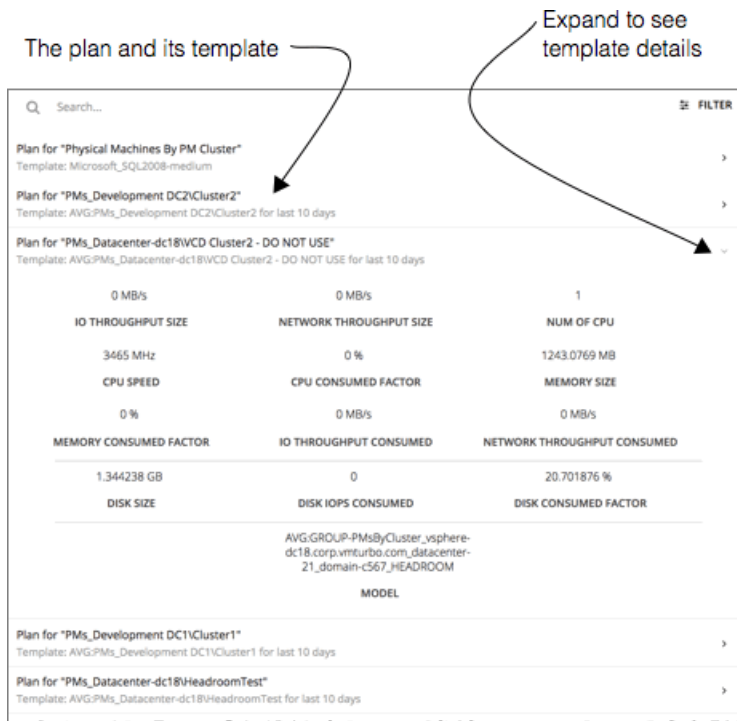 The plan and its template
Expand to see
template details
Search...
FILTER
Plan for "Physical Machines By PM Cluster"
Template: Microsoft_SQL2008-medium
Plan for "PMs_Development DC2\Cluster2"
Template: AVG:PMs_Development DC2\Cluster2 for last 10 days
Plan for "PMs_Datacenter-dc18\VCD Cluster2 - DO NOT USE"
Template: AVG:PMs_Datacenter-dc18\VCD Cluster2 - DO NOT USE for last 10 days
0 MB/s 0 MB/s 1
IO THROUGHPUT SIZE NETWORK THROUGHPUT SIZE NUM OF CPU
3465 MHz 0 % 1243.0769 MB
CPU SPEED CPU CONSUMED FACTOR MEMORY SIZE
0 % 0 MB/s 0 MB/s
MEMORY CONSUMED FACTOR IO THROUGHPUT CONSUMED NETWORK THROUGHPUT CONSUMED
1.344238 GB 0 20.701876 %
DISK SIZE DISK IOPS CONSUMED DISK CONSUMED FACTOR
AVG:GROUP-PMsByCluster_vsphere-
dc18.corp.vmturbo.com_datacenter-
21_domain-c567_HEADROOM
MODEL
Plan for "PMs_Development DC1\Cluster1"
Template: AVG:PMs_Development DC1\Cluster1 for last 10 days
Plan for "PMs_Datacenter-dc18\HeadroomTest"
Template: AVG:PMs_Datacenter-dc18\HeadroomTest for last 10 days